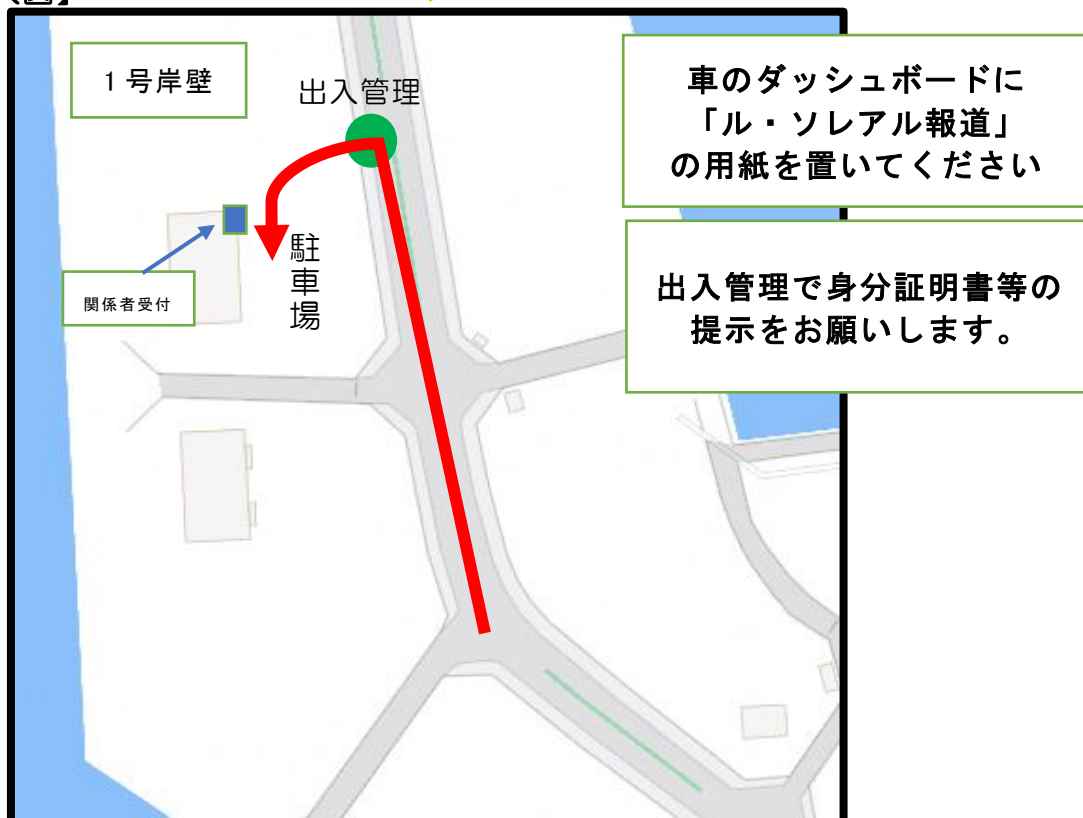 【図】
1号岸壁
出入管理
駐車場
関係者受付
車のダッシュボードに
「ル・ソレアル報道」
の用紙を置いてください
出入管理で身分証明書等の
提示をお願いします。